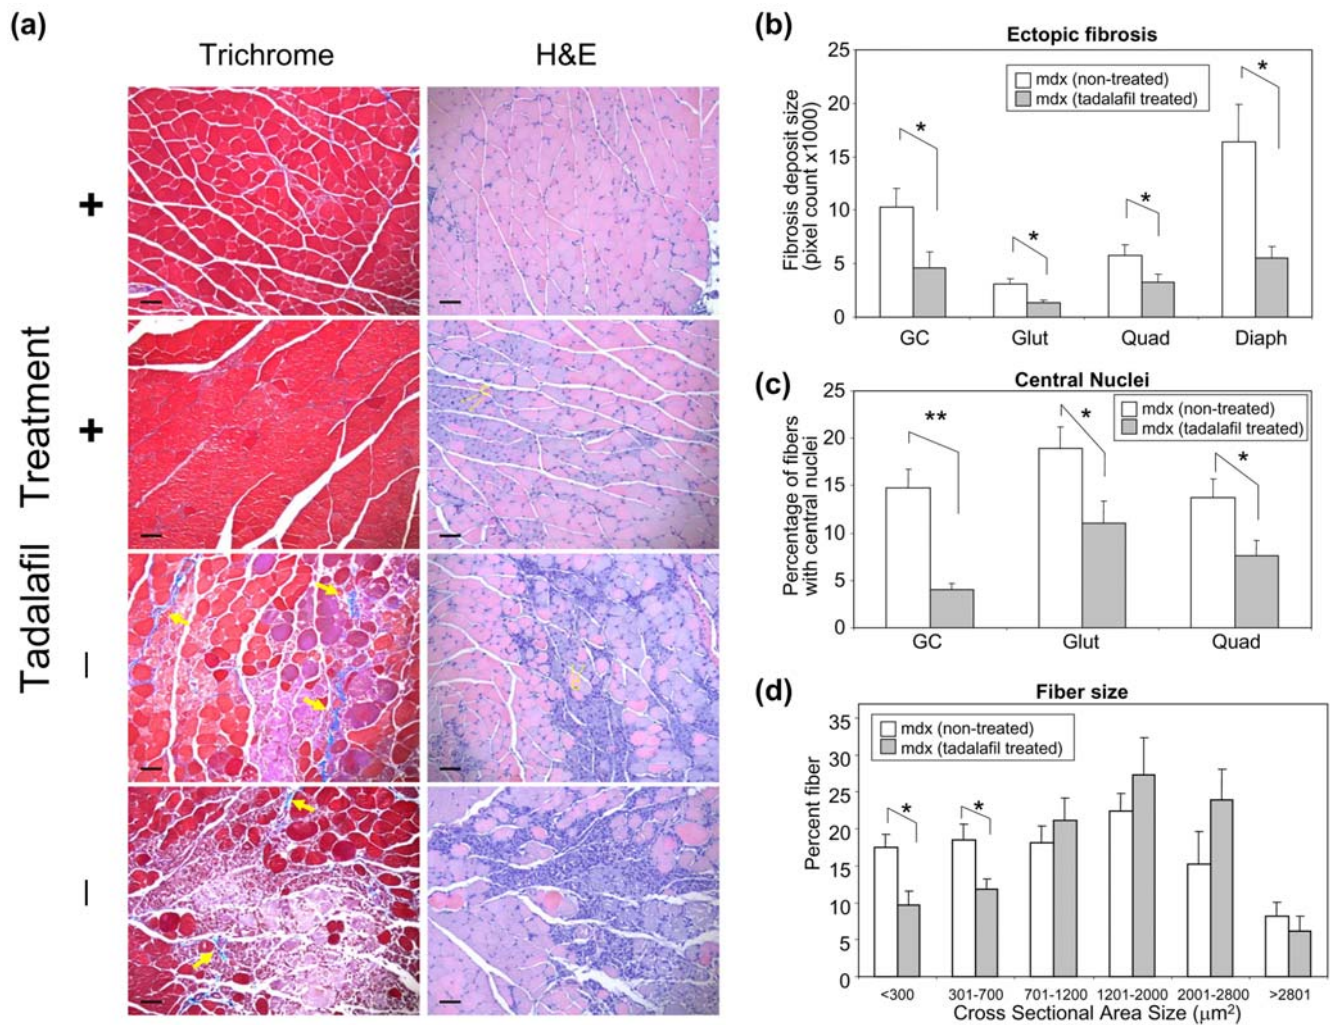 (a)
Trichrome
H&E
+
+
–
–
Tadalafil Treatment
(b)
Ectopic fibrosis
mdx (non-treated)
mdx (tadalafil treated)
Fibrosis deposit size
(pixel count x1000)
25
20
15
10
5
0
*
*
*
*
GC
Glut
Quad
Diaph
(c)
Central Nuclei
mdx (non-treated)
mdx (tadalafil treated)
Percentage of fibers
with central nuclei
25
20
15
10
5
0
**
*
*
GC
Glut
Quad
(d)
Fiber size
mdx (non-treated)
mdx (tadalafil treated)
Percent fiber
35
30
25
20
15
10
5
0
*
*
<300
301-700
701-1200
1201-2000
2001-2800
>2801
Cross Sectional Area Size (μm²)